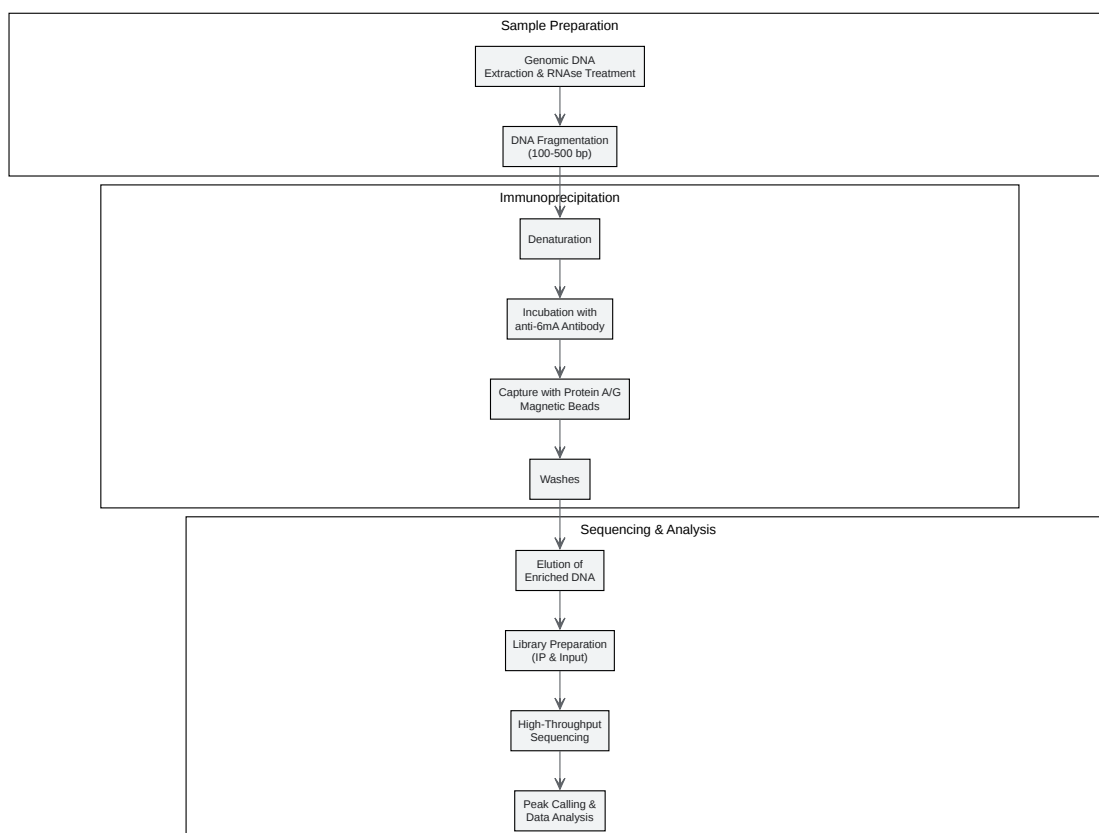 Sample Preparation
Genomic DNA
Extraction & RNAse Treatment
DNA Fragmentation
(100-500 bp)
Immunoprecipitation
Denaturation
Incubation with
anti-6mA Antibody
Capture with Protein A/G
Magnetic Beads
Washes
Sequencing & Analysis
Elution of
Enriched DNA
Library Preparation
(IP & Input)
High-Throughput
Sequencing
Peak Calling &
Data Analysis